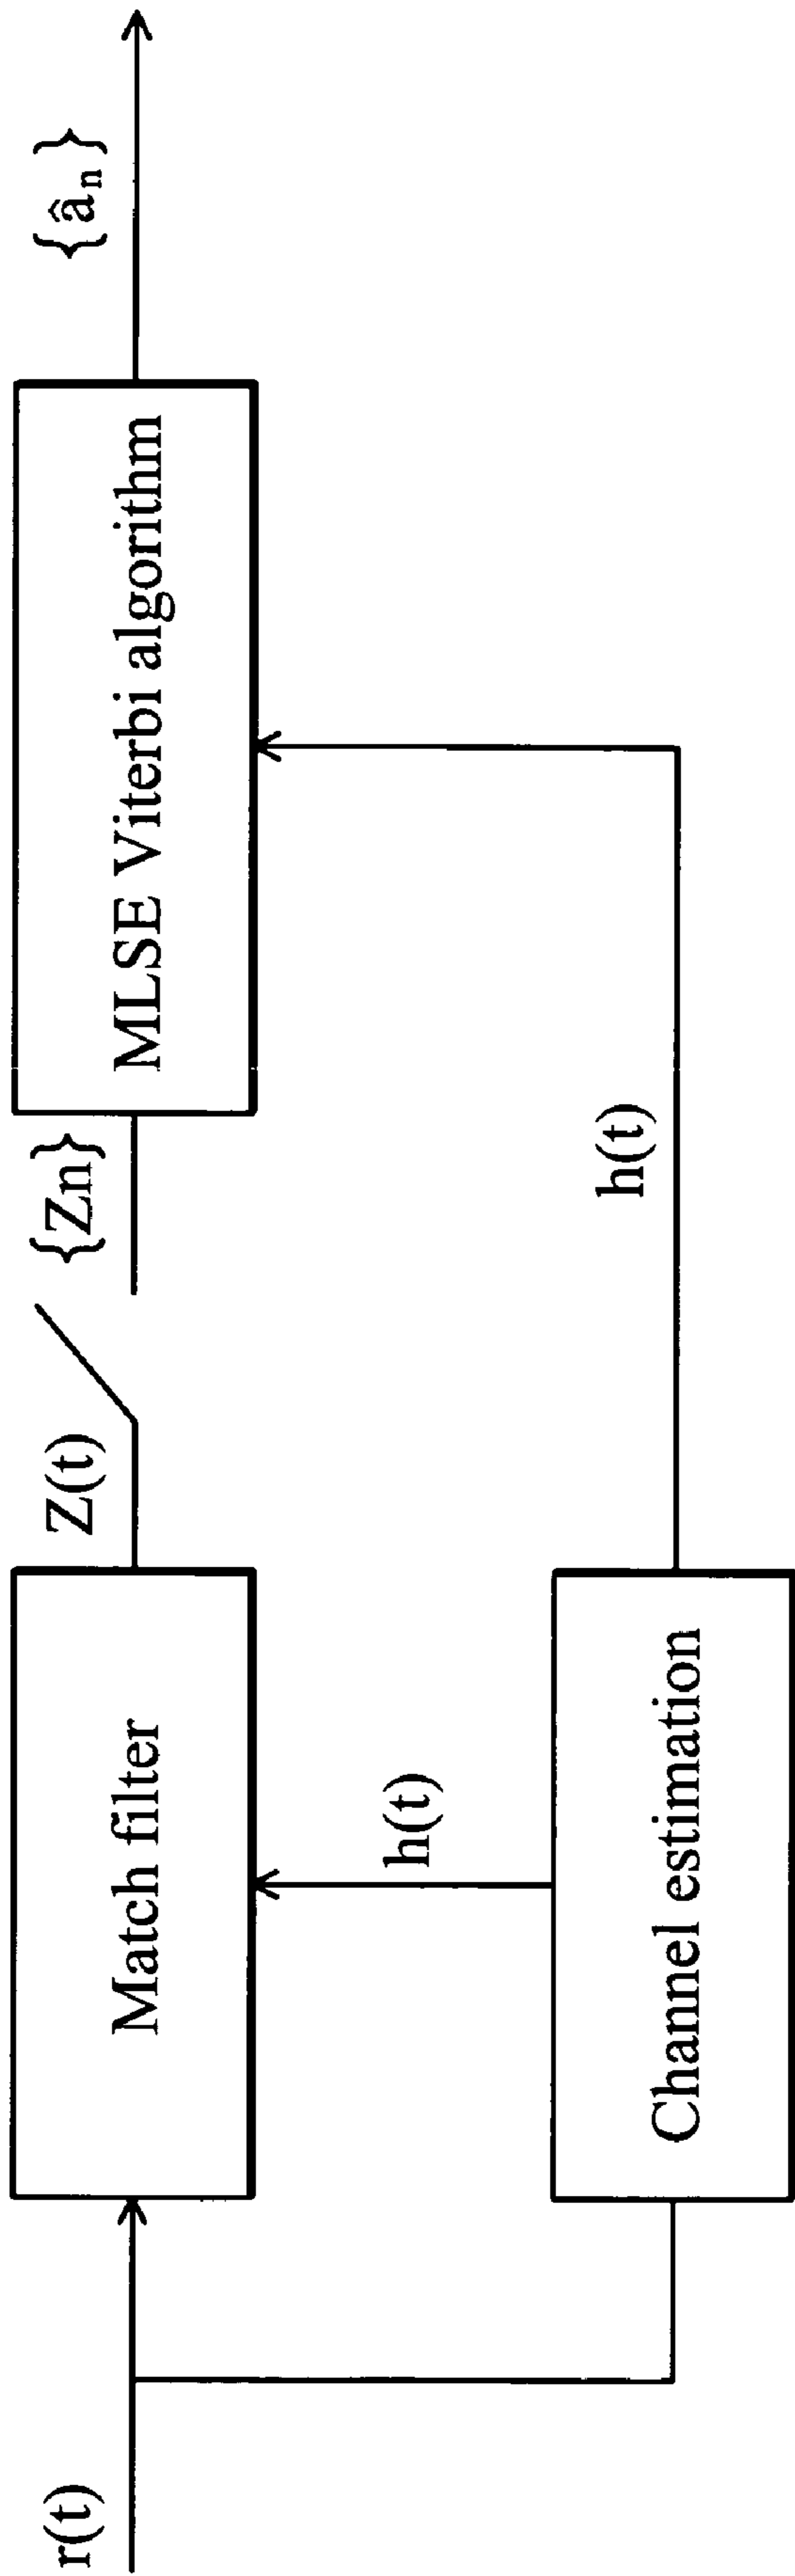 r(t)
Match filter
Z(t)
{Zn}
MLSE Viterbi algorithm
{âₙ}
h(t)
h(t)
Channel estimation